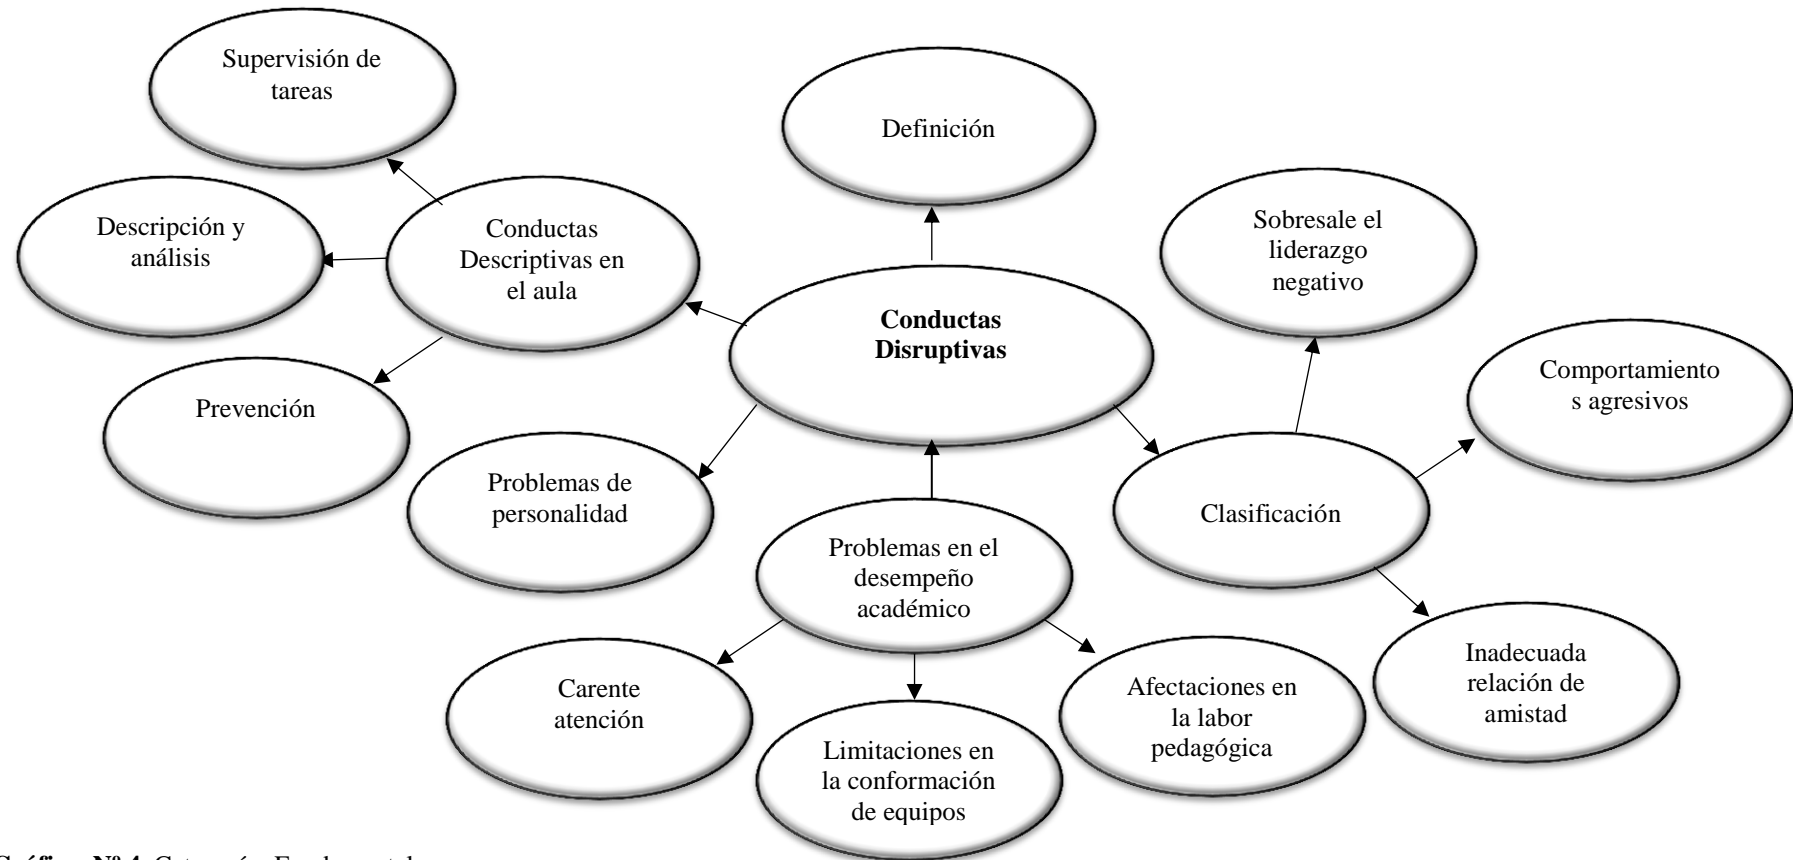 Supervisión de
tareas
Definición
Descripción y
análisis
Conductas
Descriptivas en
el aula
Sobresale el
liderazgo
negativo
Conductas
Disruptivas
Comportamiento
s agresivos
Prevención
Problemas de
personalidad
Clasificación
Problemas en el
desempeño
académico
Carente
atención
Limitaciones en
la conformación
de equipos
Afectaciones en
la labor
pedagógica
Inadecuada
relación de
amistad